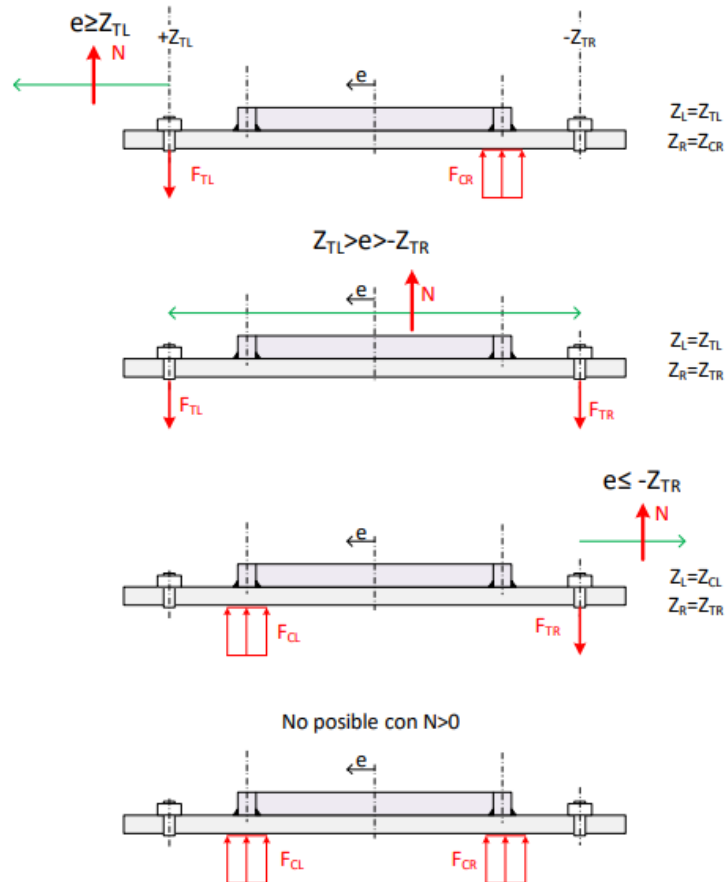 e≥Z_TL
N
+Z_TL
-Z_TR
e
Z_L=Z_TL
Z_R=Z_CR
F_TL
F_CR
Z_TL>e>-Z_TR
e
N
Z_L=Z_TL
Z_R=Z_TR
F_TL
F_TR
e≤ -Z_TR
N
e
Z_L=Z_CL
Z_R=Z_TR
F_CL
F_TR
No posible con N>0
e
F_CL
F_CR